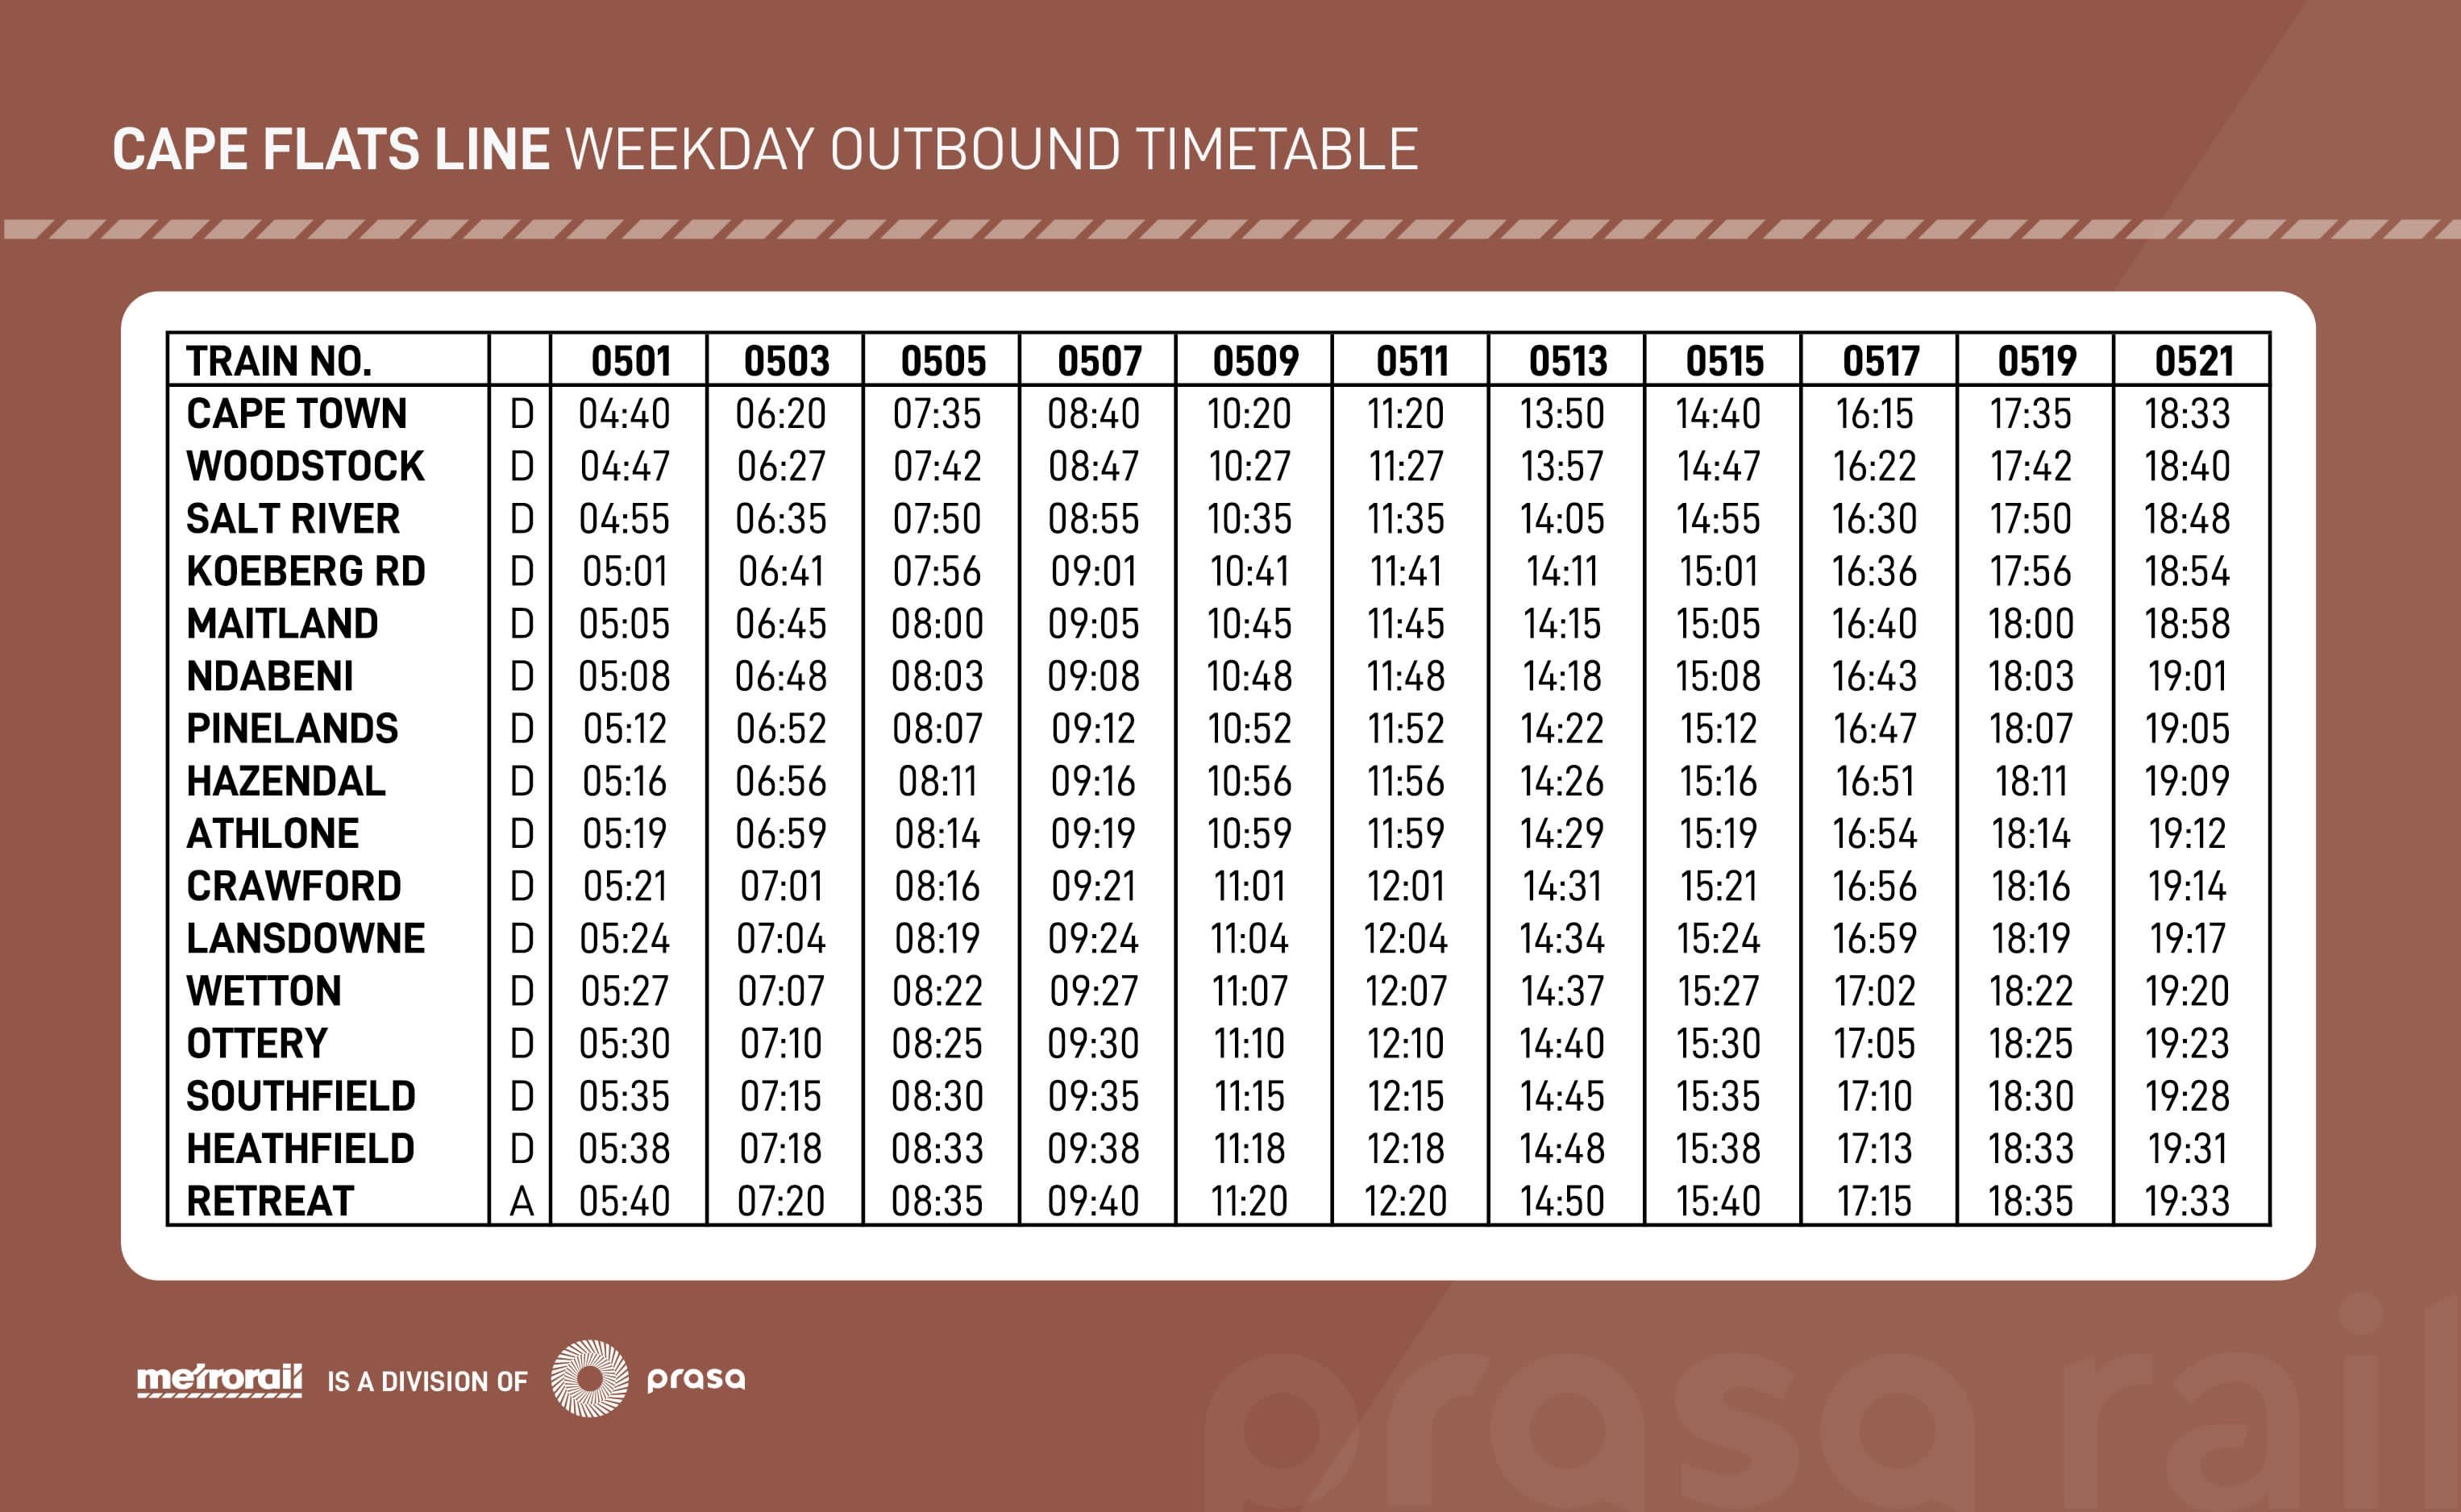 CAPE FLATS LINE WEEKDAY OUTBOUND TIMETABLE
TRAIN NO. 0501 0503 0505 0507 0509 0511 0513 0515 0517 0519 0521
CAPE TOWN D 04:40 06:20 07:35 08:40 10:20 11:20 13:50 14:40 16:15 17:35 18:33
WOODSTOCK D 04:47 06:27 07:42 08:47 10:27 11:27 13:57 14:47 16:22 17:42 18:40
SALT RIVER D 04:55 06:35 07:50 08:55 10:35 11:35 14:05 14:55 16:30 17:50 18:48
KOEBERG RD D 05:01 06:41 07:56 09:01 10:41 11:41 14:11 15:01 16:36 17:56 18:54
MAITLAND D 05:05 06:45 08:00 09:05 10:45 11:45 14:15 15:05 16:40 18:00 18:58
NDABENI D 05:08 06:48 08:03 09:08 10:48 11:48 14:18 15:08 16:43 18:03 19:01
PINELANDS D 05:12 06:52 08:07 09:12 10:52 11:52 14:22 15:12 16:47 18:07 19:05
HAZENDAL D 05:16 06:56 08:11 09:16 10:56 11:56 14:26 15:16 16:51 18:11 19:09
ATHLONE D 05:19 06:59 08:14 09:19 10:59 11:59 14:29 15:19 16:54 18:14 19:12
CRAWFORD D 05:21 07:01 08:16 09:21 11:01 12:01 14:31 15:21 16:56 18:16 19:14
LANSDOWNE D 05:24 07:04 08:19 09:24 11:04 12:04 14:34 15:24 16:59 18:19 19:17
WETTON D 05:27 07:07 08:22 09:27 11:07 12:07 14:37 15:27 17:02 18:22 19:20
OTTERY D 05:30 07:10 08:25 09:30 11:10 12:10 14:40 15:30 17:05 18:25 19:23
SOUTHFIELD D 05:35 07:15 08:30 09:35 11:15 12:15 14:45 15:35 17:10 18:30 19:28
HEATHFIELD D 05:38 07:18 08:33 09:38 11:18 12:18 14:48 15:38 17:13 18:33 19:31
RETREAT A 05:40 07:20 08:35 09:40 11:20 12:20 14:50 15:40 17:15 18:35 19:33
metrorail IS A DIVISION OF prasa
prasa rail